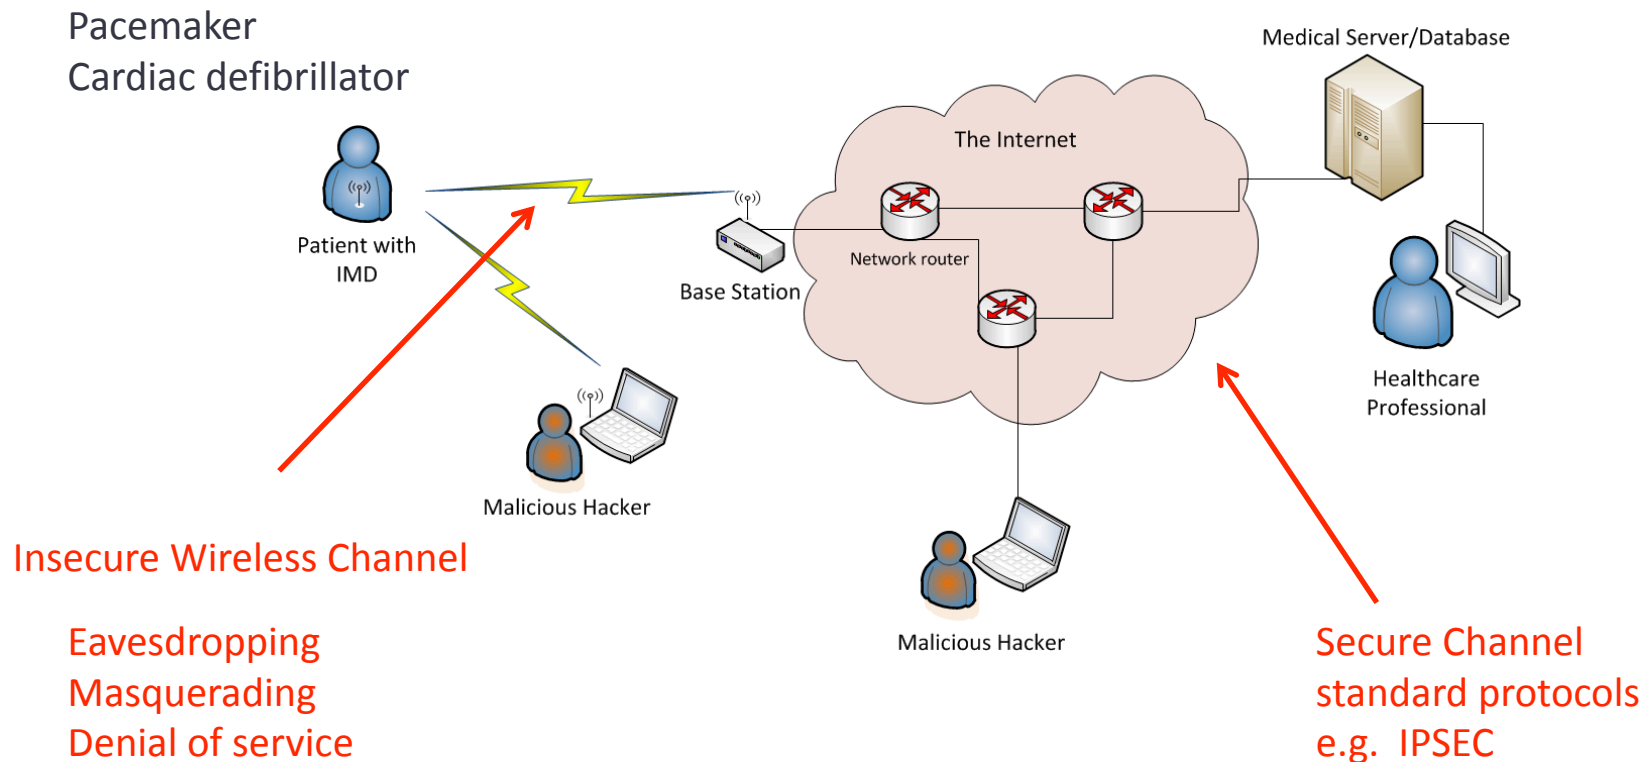 Pacemaker
Cardiac defibrillator
Medical Server/Database
The Internet
Patient with
IMD
Network router
Base Station
Healthcare
Professional
Malicious Hacker
Insecure Wireless Channel
Malicious Hacker
Eavesdropping
Masquerading
Denial of service
Secure Channel
standard protocols
e.g. IPSEC